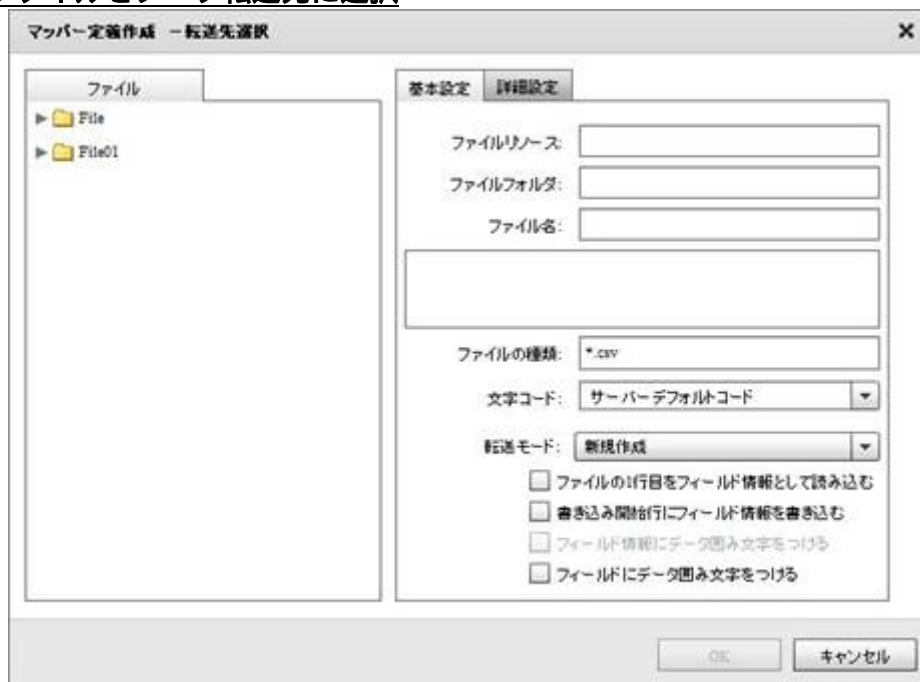 マッパー定義作成 －転送先選択
ファイル
File
File01
基本設定 詳細設定
ファイルリソース:
ファイルフォルダ:
ファイル名:
ファイルの種類: *.csv
文字コード: サーバーデフォルトコード
転送モード: 新規作成
ファイルの1行目をフィールド情報として読み込む
書き込み開始行にフィールド情報を書き込む
フィールド情報にデータ囲み文字をつける
フィールドにデータ囲み文字をつける
OK キャンセル